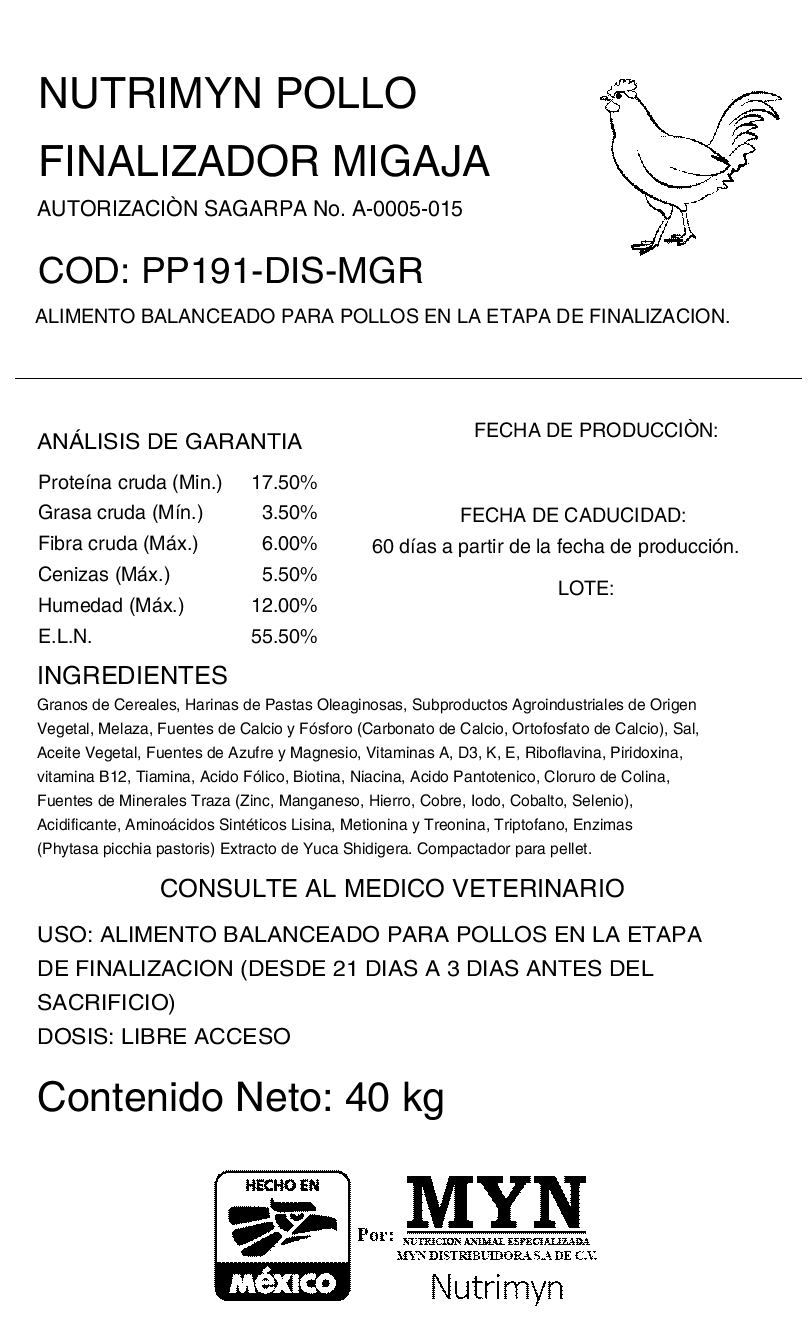 NUTRIMYN POLLO
FINALIZADOR MIGAJA
AUTORIZACIÒN SAGARPA No. A-0005-015
COD: PP191-DIS-MGR
ALIMENTO BALANCEADO PARA POLLOS EN LA ETAPA DE FINALIZACION.
ANÁLISIS DE GARANTIA
Proteína cruda (Min.) 17.50%
Grasa cruda (Mín.) 3.50%
Fibra cruda (Máx.) 6.00%
Cenizas (Máx.) 5.50%
Humedad (Máx.) 12.00%
E.L.N. 55.50%
FECHA DE PRODUCCIÒN:
FECHA DE CADUCIDAD:
60 días a partir de la fecha de producción.
LOTE:
INGREDIENTES
Granos de Cereales, Harinas de Pastas Oleaginosas, Subproductos Agroindustriales de Origen
Vegetal, Melaza, Fuentes de Calcio y Fósforo (Carbonato de Calcio, Ortofosfato de Calcio), Sal,
Aceite Vegetal, Fuentes de Azufre y Magnesio, Vitaminas A, D3, K, E, Riboflavina, Piridoxina,
vitamina B12, Tiamina, Acido Fólico, Biotina, Niacina, Acido Pantotenico, Cloruro de Colina,
Fuentes de Minerales Traza (Zinc, Manganeso, Hierro, Cobre, Iodo, Cobalto, Selenio),
Acidificante, Aminoácidos Sintéticos Lisina, Metionina y Treonina, Triptofano, Enzimas
(Phytasa picchia pastoris) Extracto de Yuca Shidigera. Compactador para pellet.
CONSULTE AL MEDICO VETERINARIO
USO: ALIMENTO BALANCEADO PARA POLLOS EN LA ETAPA
DE FINALIZACION (DESDE 21 DIAS A 3 DIAS ANTES DEL
SACRIFICIO)
DOSIS: LIBRE ACCESO
Contenido Neto: 40 kg
HECHO EN
MéXICO
Por:
MYN
NUTRICION ANIMAL ESPECIALIZADA
MYN DISTRIBUIDORA S.A DE C.V.
Nutrimyn